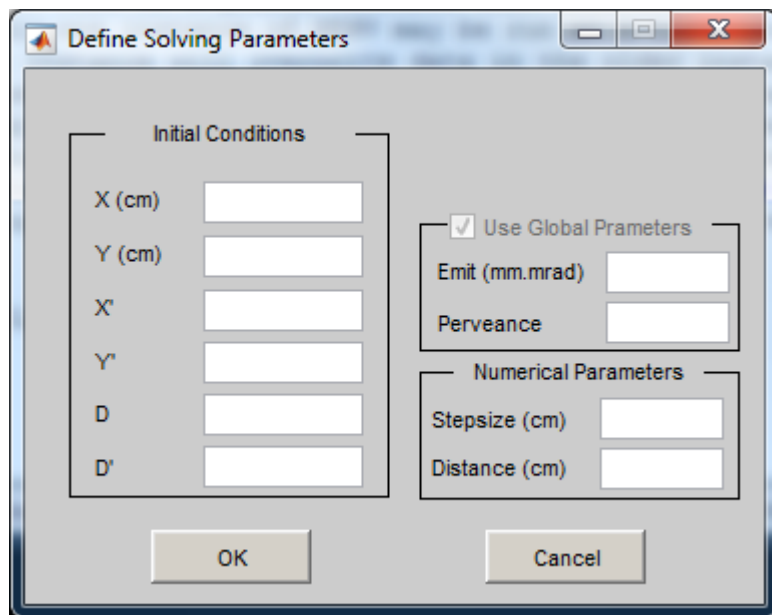 Define Solving Parameters
Initial Conditions
X (cm)
Y (cm)
X'
Y'
D
D'
Use Global Prameters
Emit (mm.mrad)
Perveance
Numerical Parameters
Stepsize (cm)
Distance (cm)
OK
Cancel